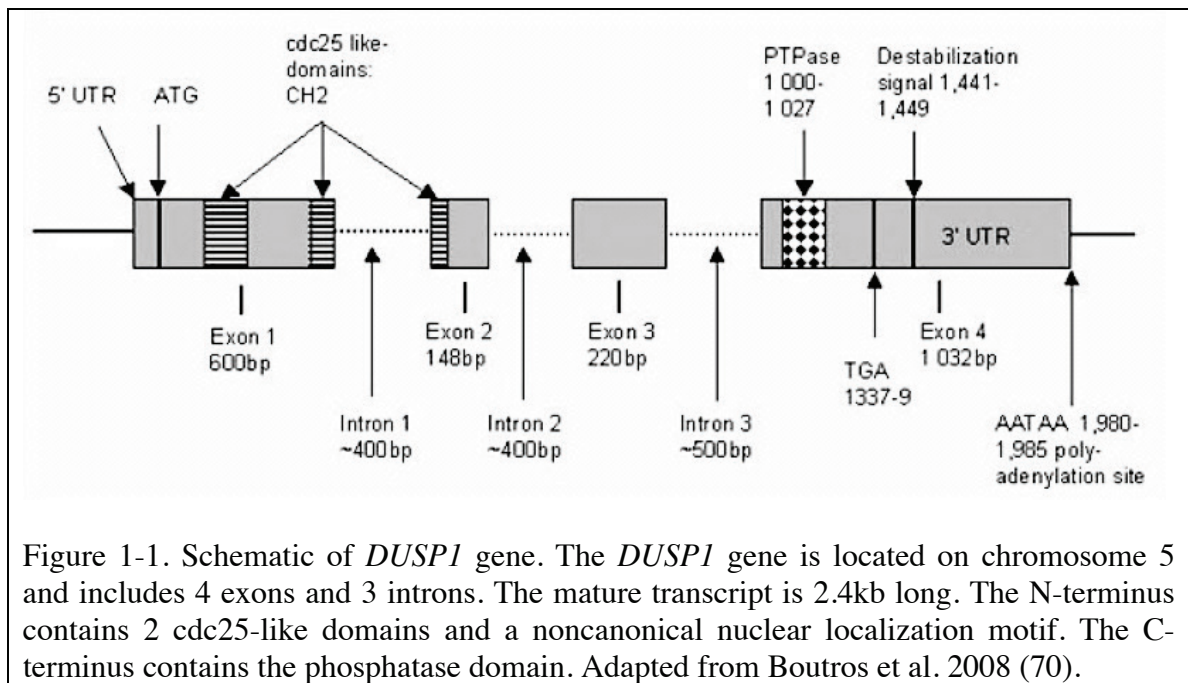 cdc25 like-
domains:
CH2
PTPase
1 000-
1 027
Destabilization
signal 1,441-
1,449
5' UTR
ATG
3' UTR
Exon 1
600bp
Exon 2
148bp
Exon 3
220bp
Exon 4
1 032bp
TGA
1337-9
Intron 1
~400bp
Intron 2
~400bp
Intron 3
~500bp
AATAA 1,980-
1,985 poly-
adenylation site
Figure 1-1. Schematic of DUSP1 gene. The DUSP1 gene is located on chromosome 5
and includes 4 exons and 3 introns. The mature transcript is 2.4kb long. The N-terminus
contains 2 cdc25-like domains and a noncanonical nuclear localization motif. The C-
terminus contains the phosphatase domain. Adapted from Boutros et al. 2008 (70).